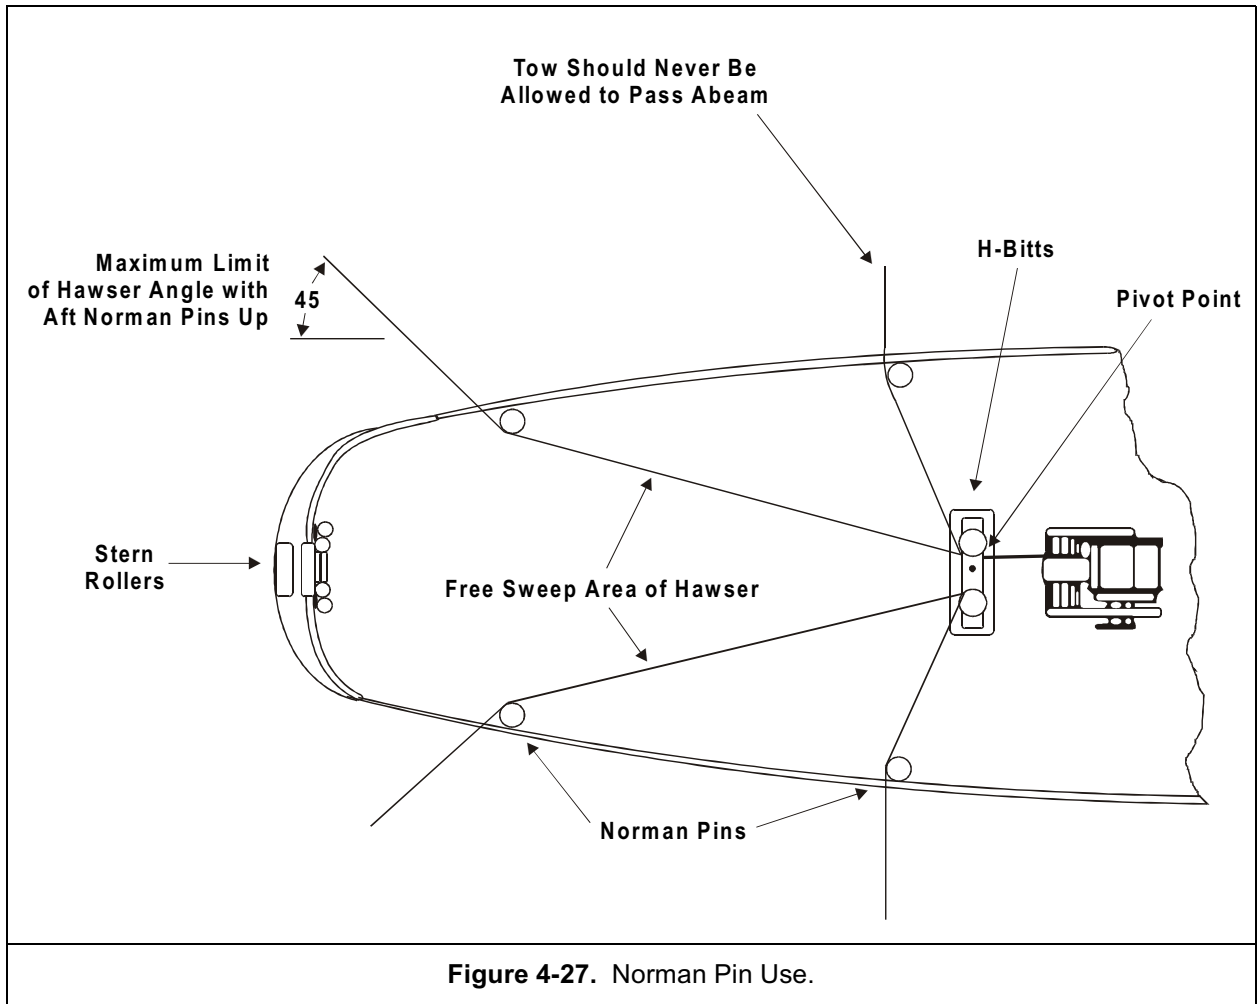 Tow Should Never Be
Allowed to Pass Abeam
H-Bitts
Pivot Point
Maximum Limit
of Hawser Angle with
Aft Norman Pins Up
45
Stern
Rollers
Free Sweep Area of Hawser
Norman Pins
Figure 4-27. Norman Pin Use.